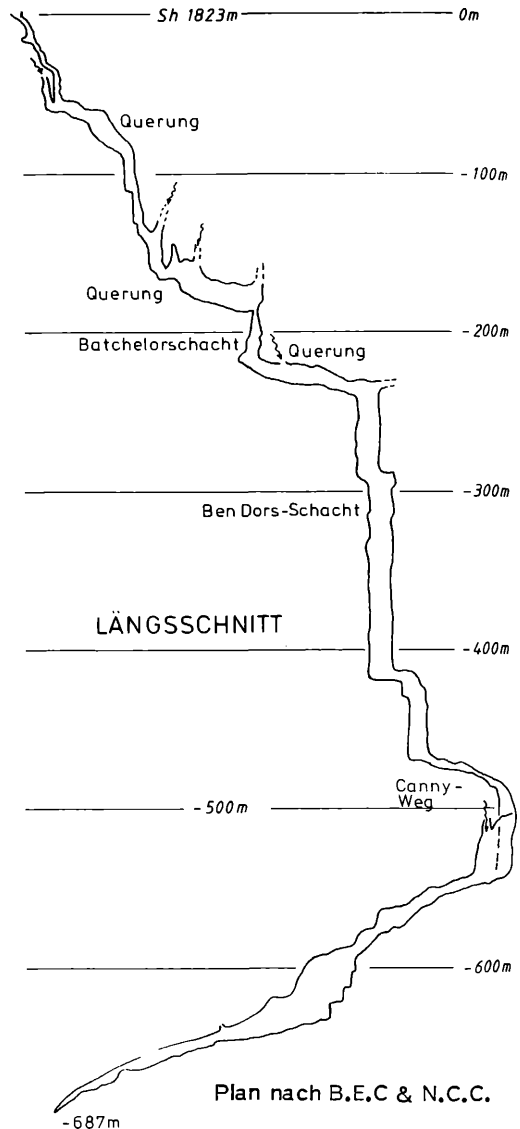 Sh 1823m 0m
Querung
-100m
Querung
-200m
Batchelorschacht
Querung
-300m
Ben Dors-Schacht
LÄNGSSCHNITT
-400m
Canny-
Weg
-500m
-600m
Plan nach B.E.C & N.C.C.
-687m